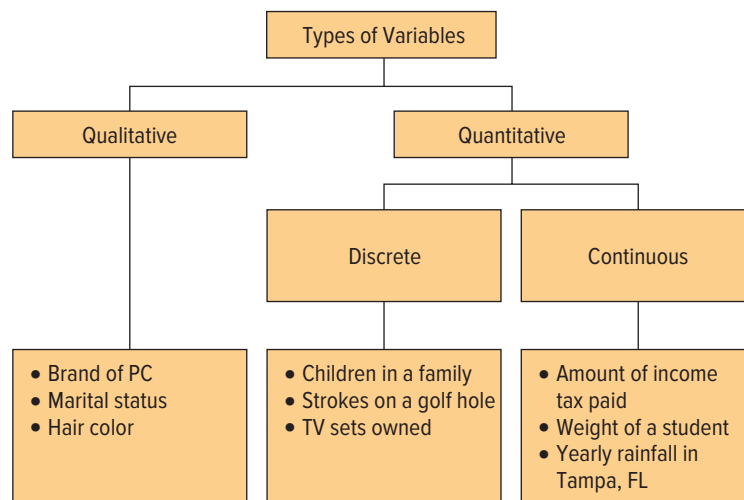 Types of Variables
Qualitative
Quantitative
Discrete
Continuous
● Brand of PC
● Marital status
● Hair color
● Children in a family
● Strokes on a golf hole
● TV sets owned
● Amount of income
tax paid
● Weight of a student
● Yearly rainfall in
Tampa, FL